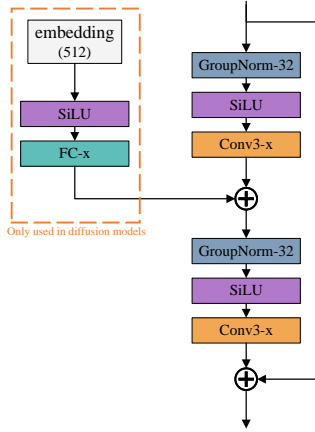 embedding
(512)
SiLU
FC-x
Only used in diffusion models
GroupNorm-32
SiLU
Conv3-x
GroupNorm-32
SiLU
Conv3-x